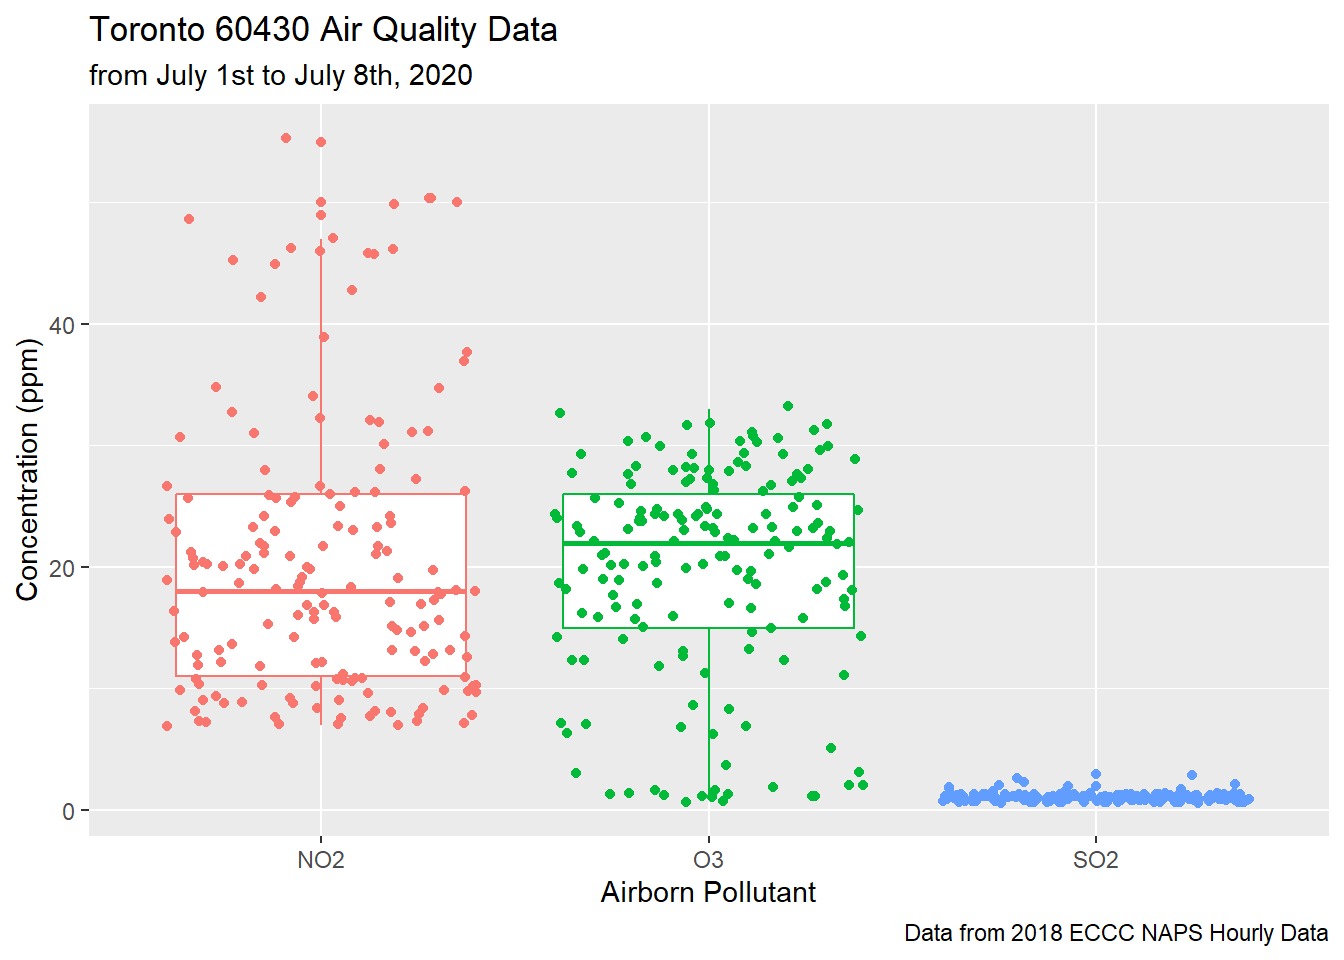 Toronto 60430 Air Quality Data
from July 1st to July 8th, 2020
Concentration (ppm)
40
20
0
NO2 O3 SO2
Airborn Pollutant
Data from 2018 ECCC NAPS Hourly Data